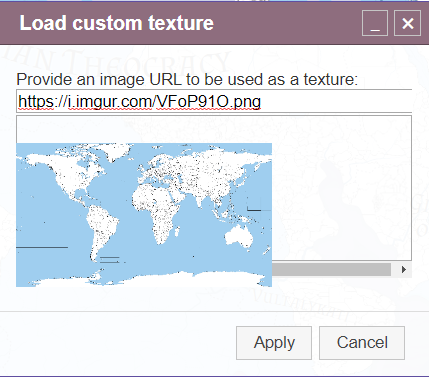 Load custom texture
Provide an image URL to be used as a texture:
https://i.imgur.com/VFoP91O.png
Apply
Cancel